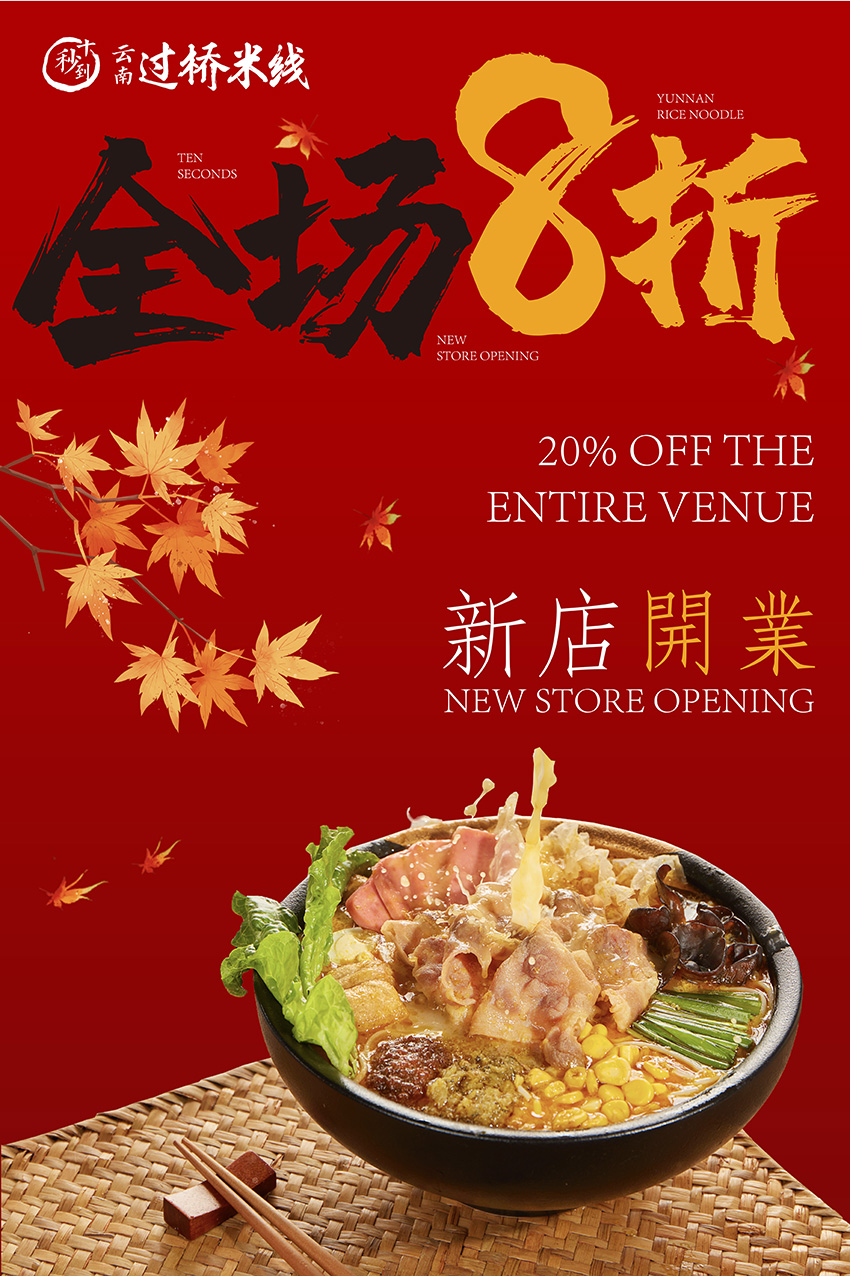 十秒到
云南
过桥米线
YUNNAN
RICE NOODLE
TEN
SECONDS
全场8折
NEW
STORE OPENING
20% OFF THE
ENTIRE VENUE
新店開業
NEW STORE OPENING